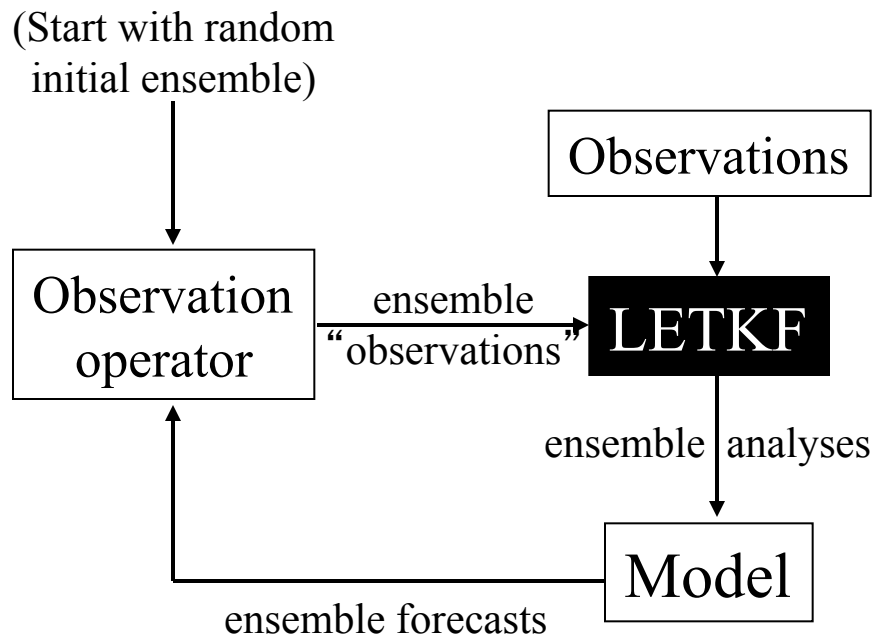 (Start with random
initial ensemble)
Observations
Observation
operator
ensemble
“observations”
LETKF
ensemble analyses
Model
ensemble forecasts